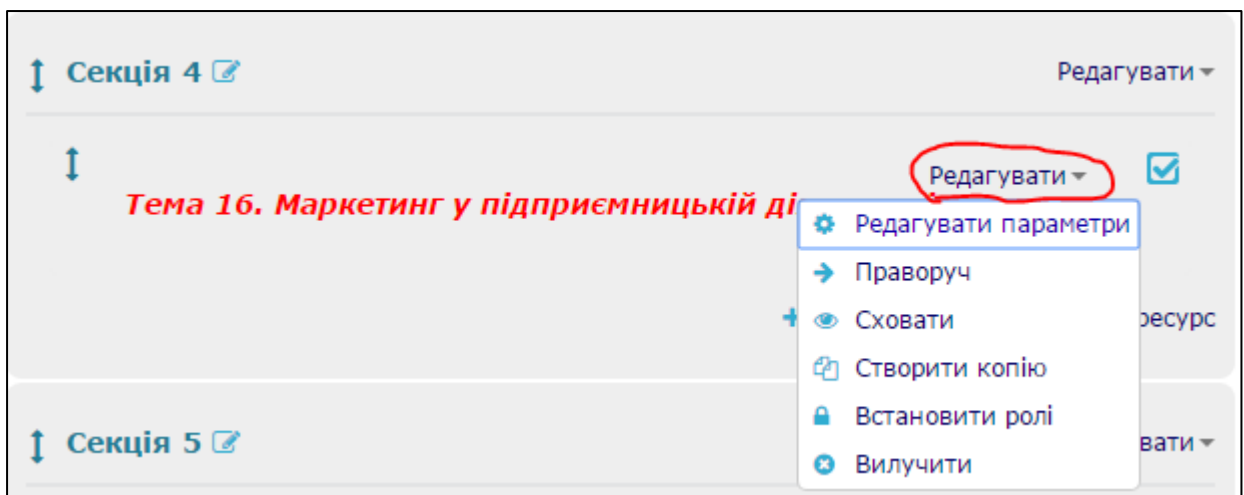 Секція 4
Редагувати
Редагувати
Тема 16. Маркетинг у підприємницькій ді
Редагувати параметри
Праворуч
Сховати
ресурс
Створити копію
Встановити ролі
Секція 5
вати
Вилучити